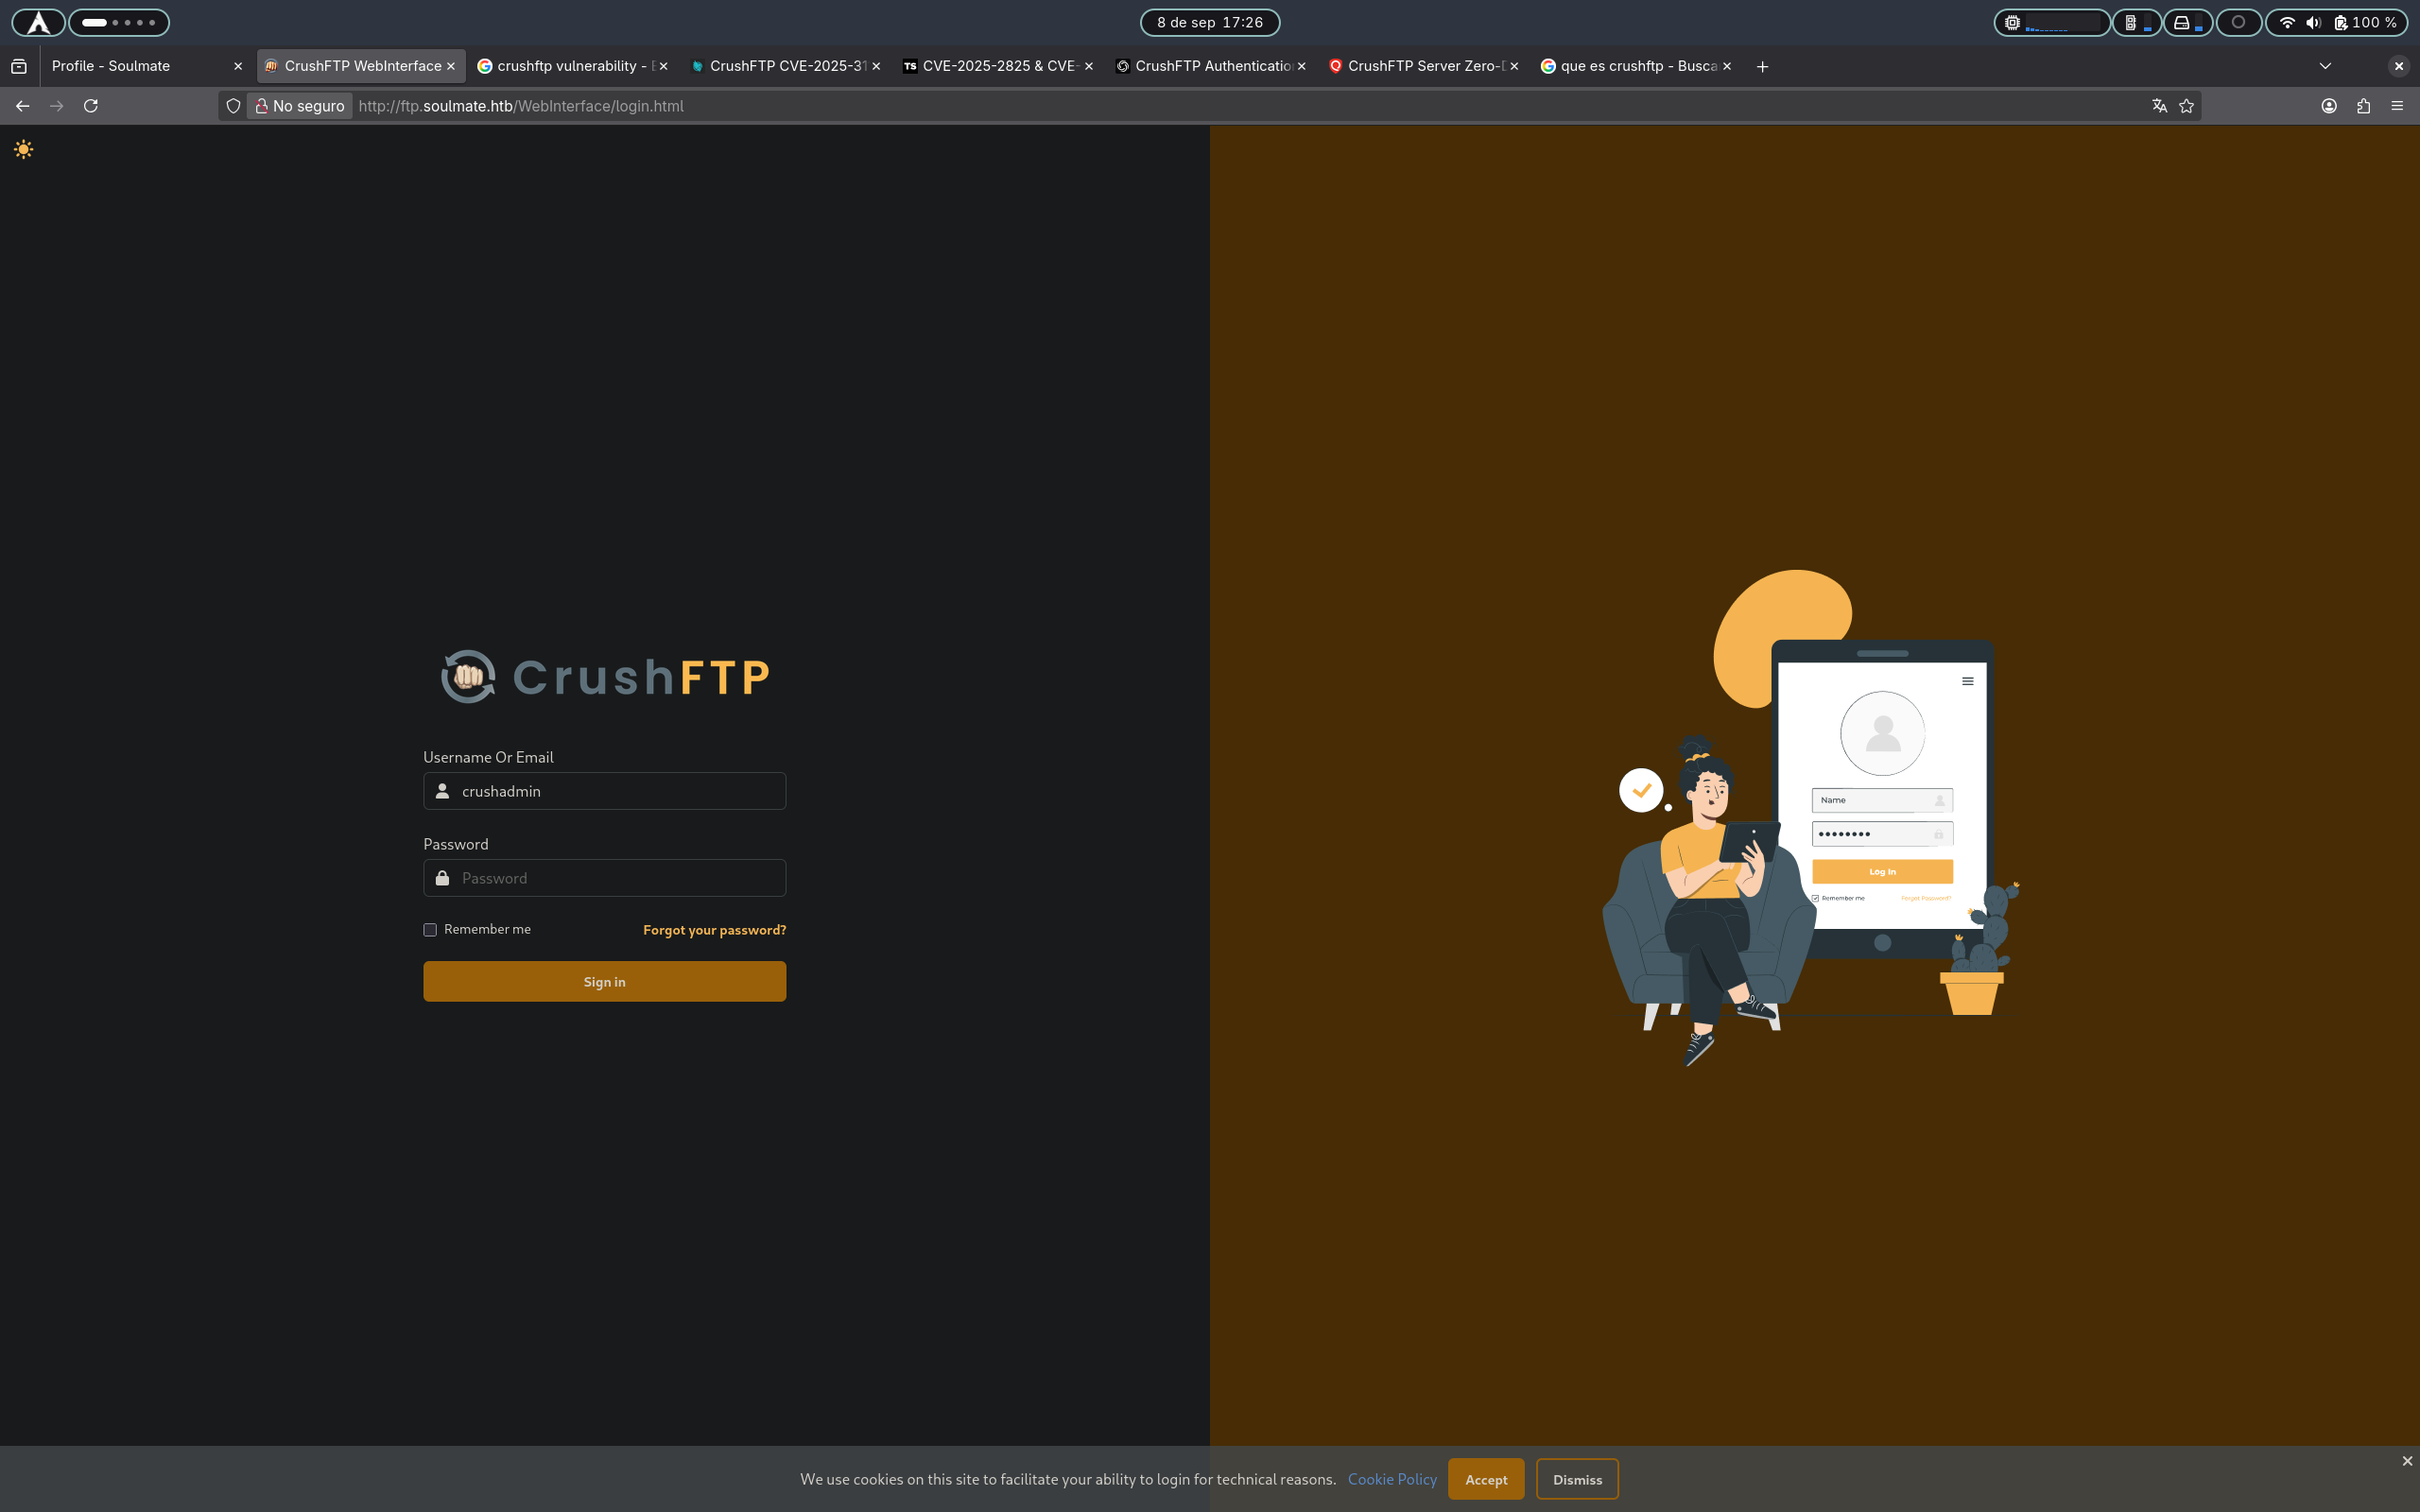 8 de sep 17:26
100 %
Profile - Soulmate
CrushFTP WebInterface
crushftp vulnerability -
CrushFTP CVE-2025-31
CVE-2025-2825 & CVE-
CrushFTP Authenticatio
CrushFTP Server Zero-
que es crushftp - Busca
No seguro
http://ftp.soulmate.htb/WebInterface/login.html
CrushFTP
Username Or Email
crushadmin
Password
Password
Remember me
Forgot your password?
Sign in
Name
Log In
Remember me
Forgot Password?
We use cookies on this site to facilitate your ability to login for technical reasons. Cookie Policy
Accept
Dismiss